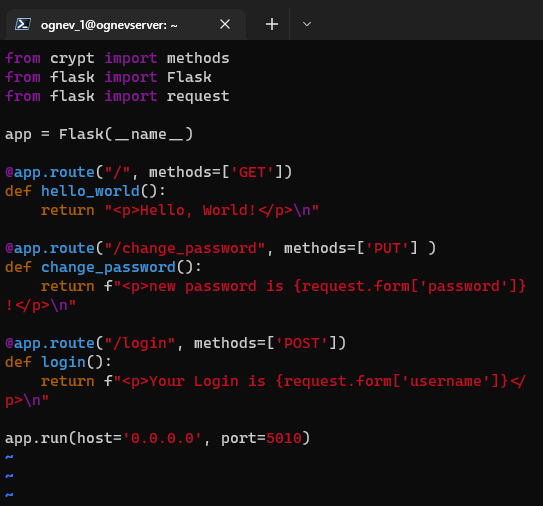 ognev_1@ognevserver: ~
from crypt import methods
from flask import Flask
from flask import request
app = Flask(__name__)
@app.route("/", methods=['GET'])
def hello_world():
    return "<p>Hello, World!</p>\n"
@app.route("/change_password", methods=['PUT'] )
def change_password():
    return f"<p>new password is {request.form['password']}
!</p>\n"
@app.route("/login", methods=['POST'])
def login():
    return f"<p>Your Login is {request.form['username']}</
p>\n"
app.run(host='0.0.0.0', port=5010)
~
~
~